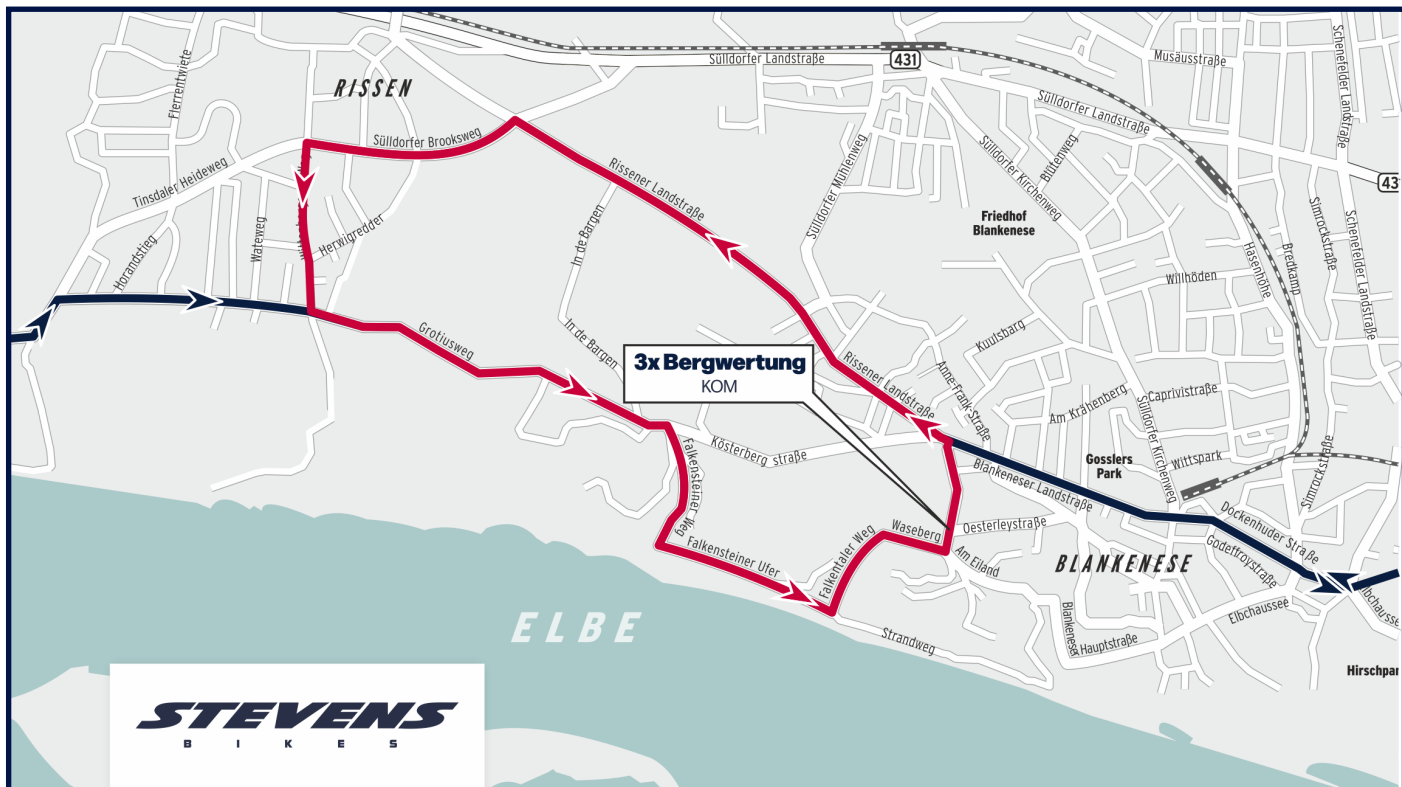 RISSEN
Flerrentwiete
Sülldorfer Landstraße
431
Musäusstraße
Schenefelder Landstraße
Sülldorfer Landstraße
43
Sülldorfer Brooksweg
Tinsdaler Heideweg
Rissener Landstraße
Sülldorfer Mühlenweg
Sülldorfer Kirchenweg
Blütenweg
Friedhof
Blankenese
Simrockstraße
Schenefelder Landstraße
Bredkamp
Hasenhöhe
Horandstieg
Wateweg
Herwigredder
In de Bargen
Willhöden
Grotiusweg
In de Bargen
Kuulsbarg
3x Bergwertung
KOM
Rissener Landstraße
Anne-Frank-Straße
Am Krähenberg
Caprivistraße
Sülldorfer Kirchenweg
Kösterberg straße
Gosslers
Park
Wittspark
Blankeneser Landstraße
Simrockstraße
Falkensteiner Weg
Waseberg
Oesterleystraße
Dockenhuder Straße
Godeffroystraße
Falkensteiner Ufer
Falkentaler Weg
Am Eiland
BLANKENESE
Elbchaussee
Elbchaussee
Blankenes
Hauptstraße
ELBE
Strandweg
Hirschpar
STEVENS
BIKES